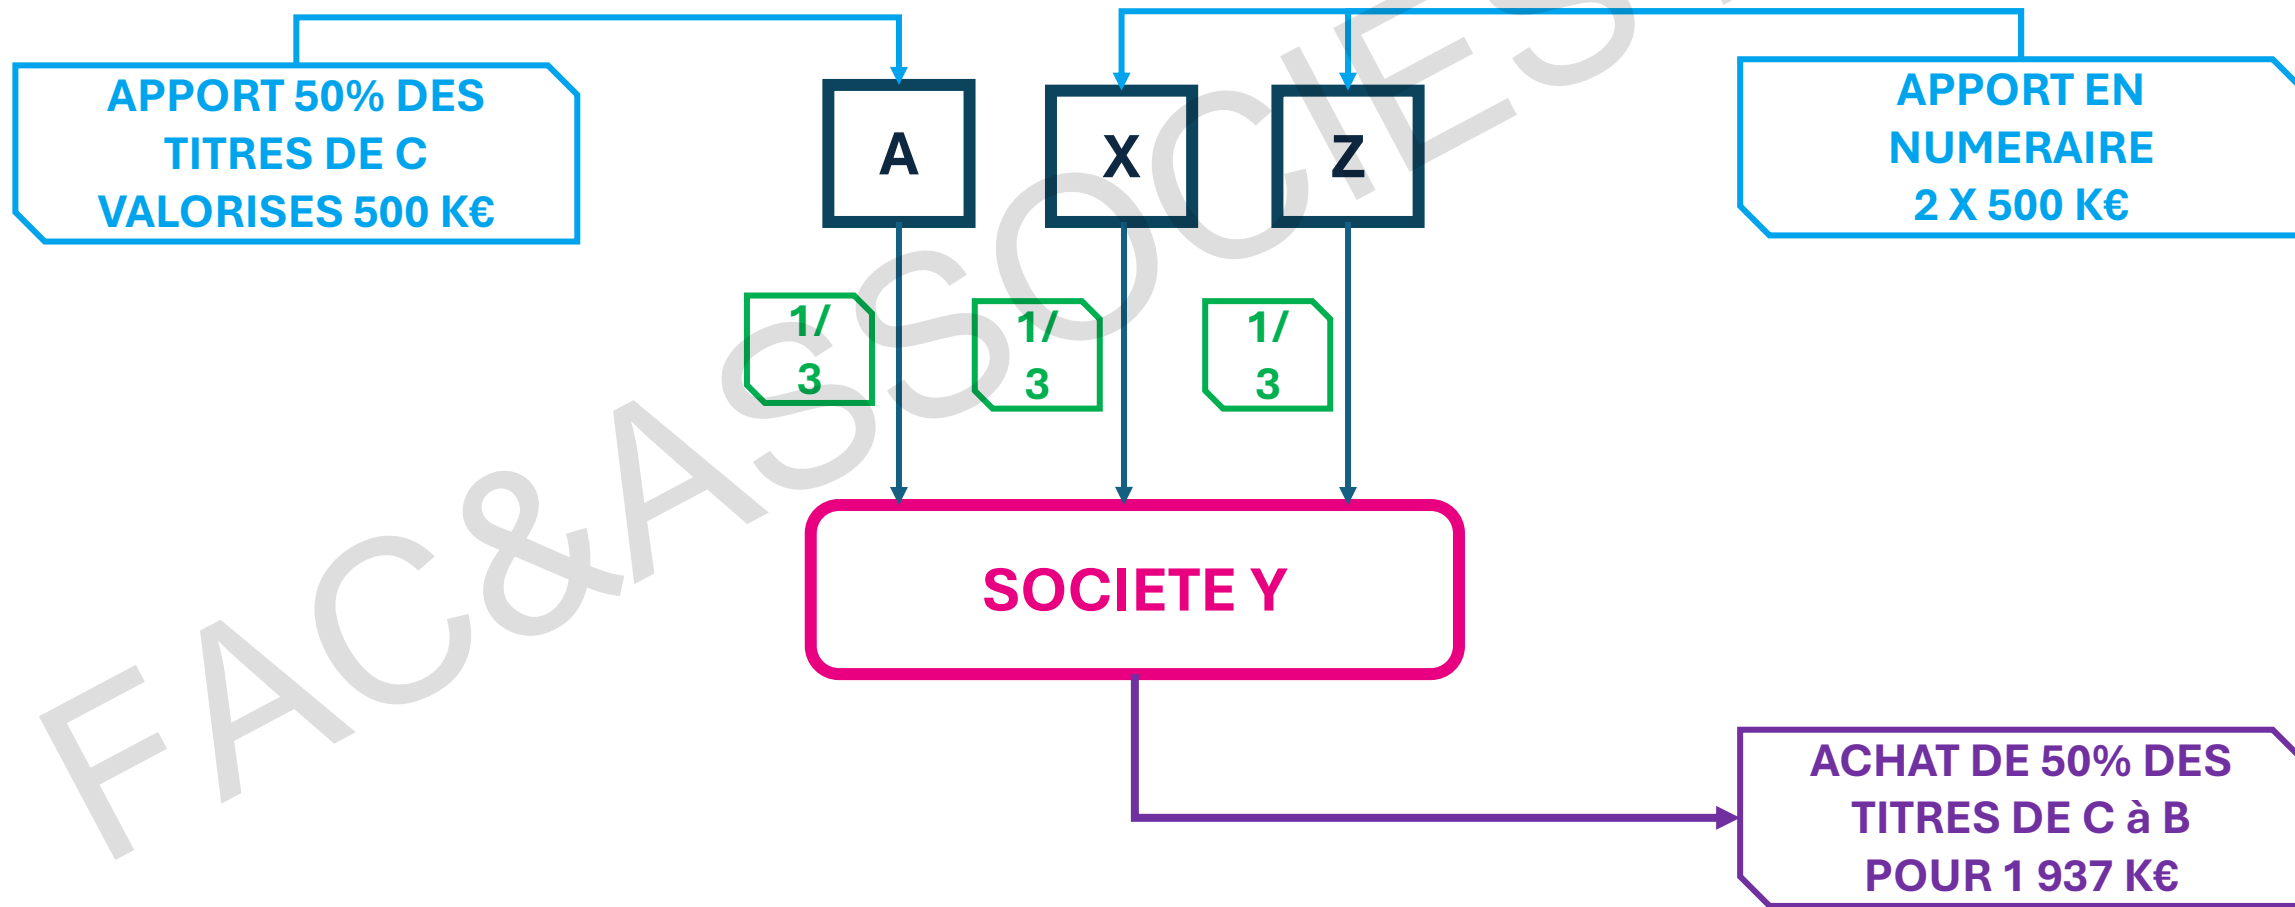 APPORT 50% DES
TITRES DE C
VALORISES 500 K€
A
X
Z
APPORT EN
NUMERAIRE
2 X 500 K€
1/
3
1/
3
1/
3
SOCIETE Y
ACHAT DE 50% DES
TITRES DE C à B
POUR 1 937 K€
FAC&ASSOCIES